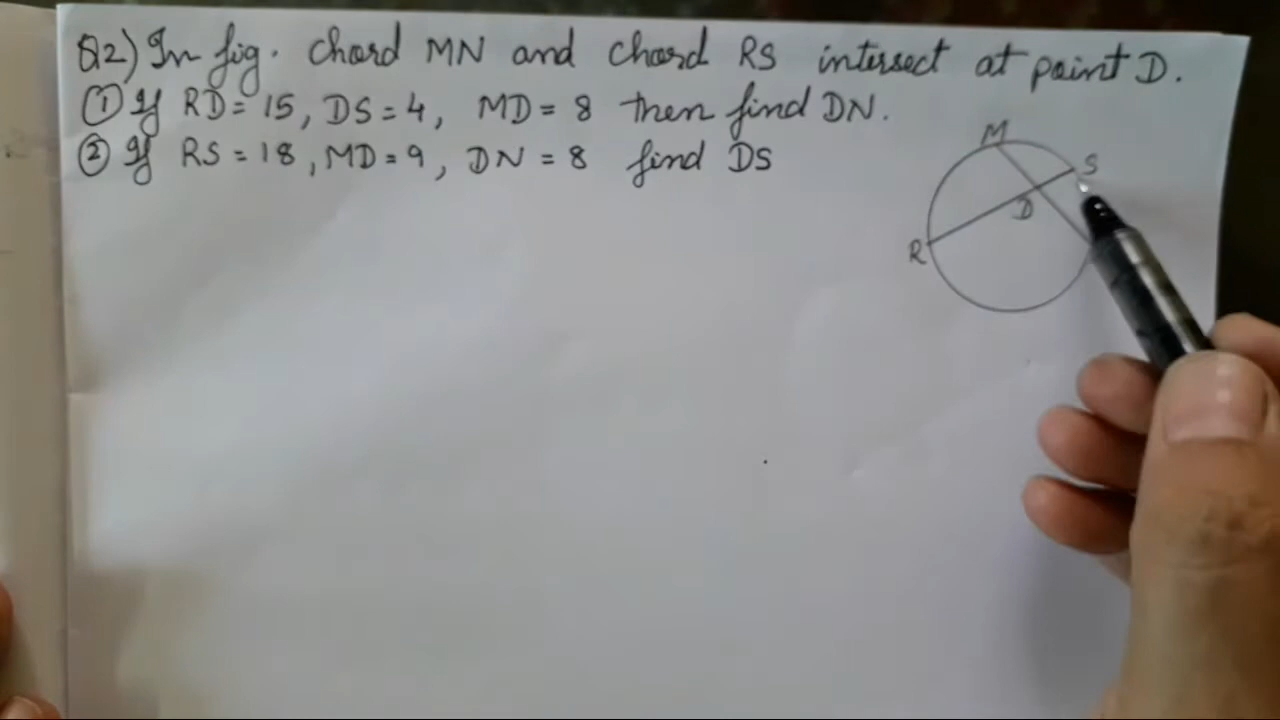 Q2) In fig. chord MN and chord RS intersect at point D.
① If RD = 15, DS = 4, MD = 8 then find DN.
② If RS = 18, MD = 9, DN = 8 find DS
M
S
D
R